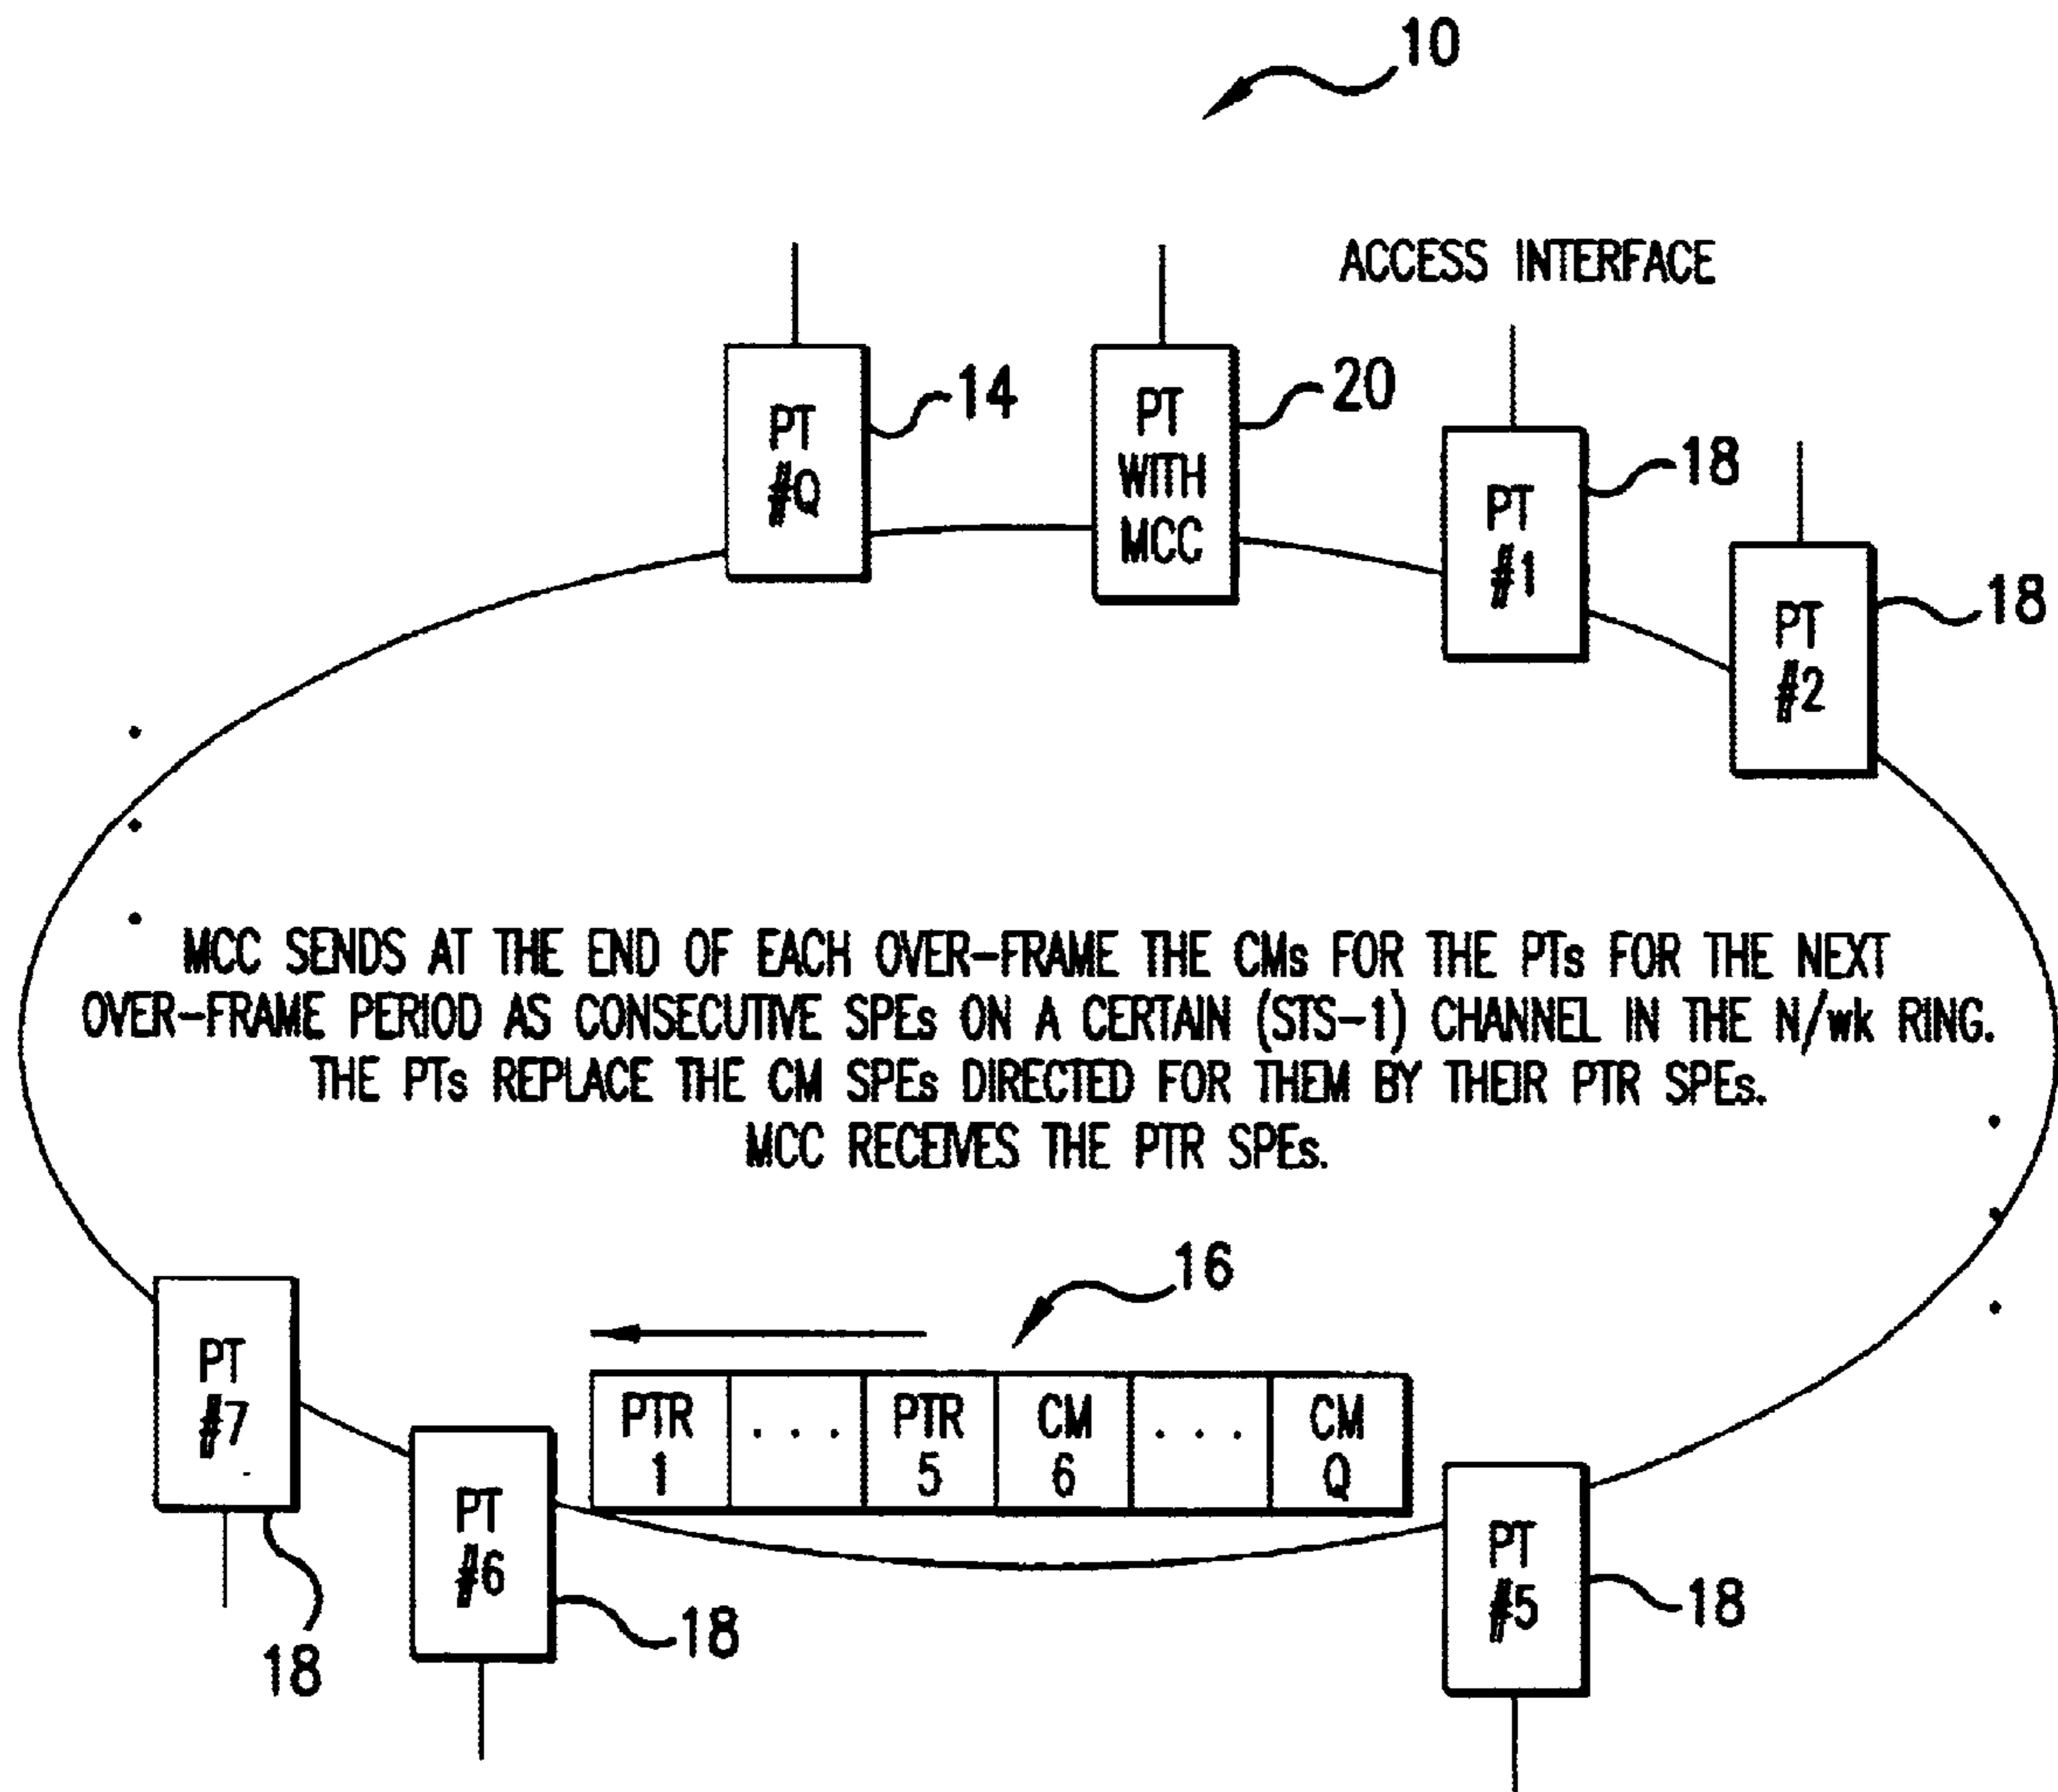 10
ACCESS INTERFACE
PT
#Q
14
PT
WITH
MCC
20
PT
#1
18
PT
#2
18
MCC SENDS AT THE END OF EACH OVER-FRAME THE CMs FOR THE PTs FOR THE NEXT
OVER-FRAME PERIOD AS CONSECUTIVE SPEs ON A CERTAIN (STS-1) CHANNEL IN THE N/wk RING.
THE PTs REPLACE THE CM SPEs DIRECTED FOR THEM BY THEIR PTR SPEs.
MCC RECEIVES THE PTR SPEs.
16
PT
#7
18
PT
#6
18
PTR
1
. . .
PTR
5
CM
6
. . .
CM
Q
PT
#5
18